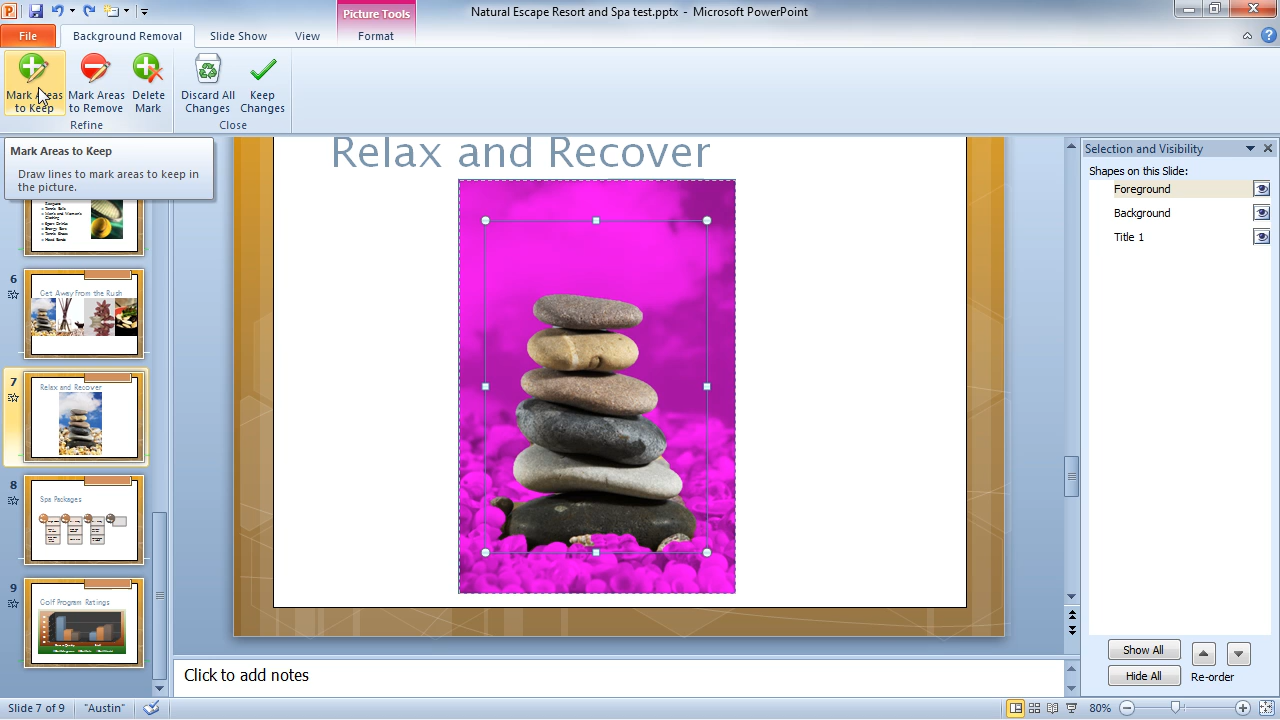 Picture Tools
Natural Escape Resort and Spa test.pptx - Microsoft PowerPoint
File
Background Removal
Slide Show
View
Format
Mark Areas to Keep
Mark Areas to Remove
Delete Mark
Discard All Changes
Keep Changes
Refine
Close
Mark Areas to Keep
Draw lines to mark areas to keep in
the picture.
6
Get Away From the Rush
7
Relax and Recover
8
Spa Packages
9
Golf Program Ratings
Relax and Recover
Click to add notes
Selection and Visibility
Shapes on this Slide:
Foreground
Background
Title 1
Show All
Hide All
Re-order
Slide 7 of 9
"Austin"
80%